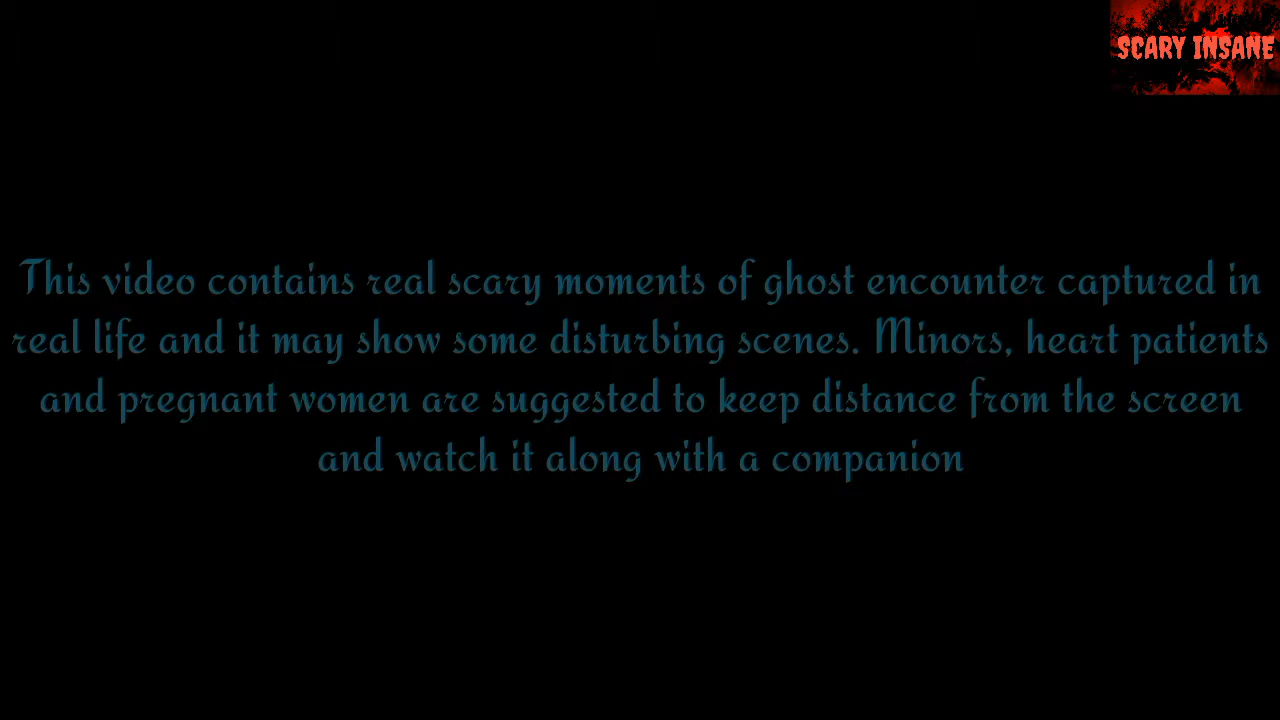 SCARY INSANE
This video contains real scary moments of ghost encounter captured in
real life and it may show some disturbing scenes. Minors, heart patients
and pregnant women are suggested to keep distance from the screen
and watch it along with a companion